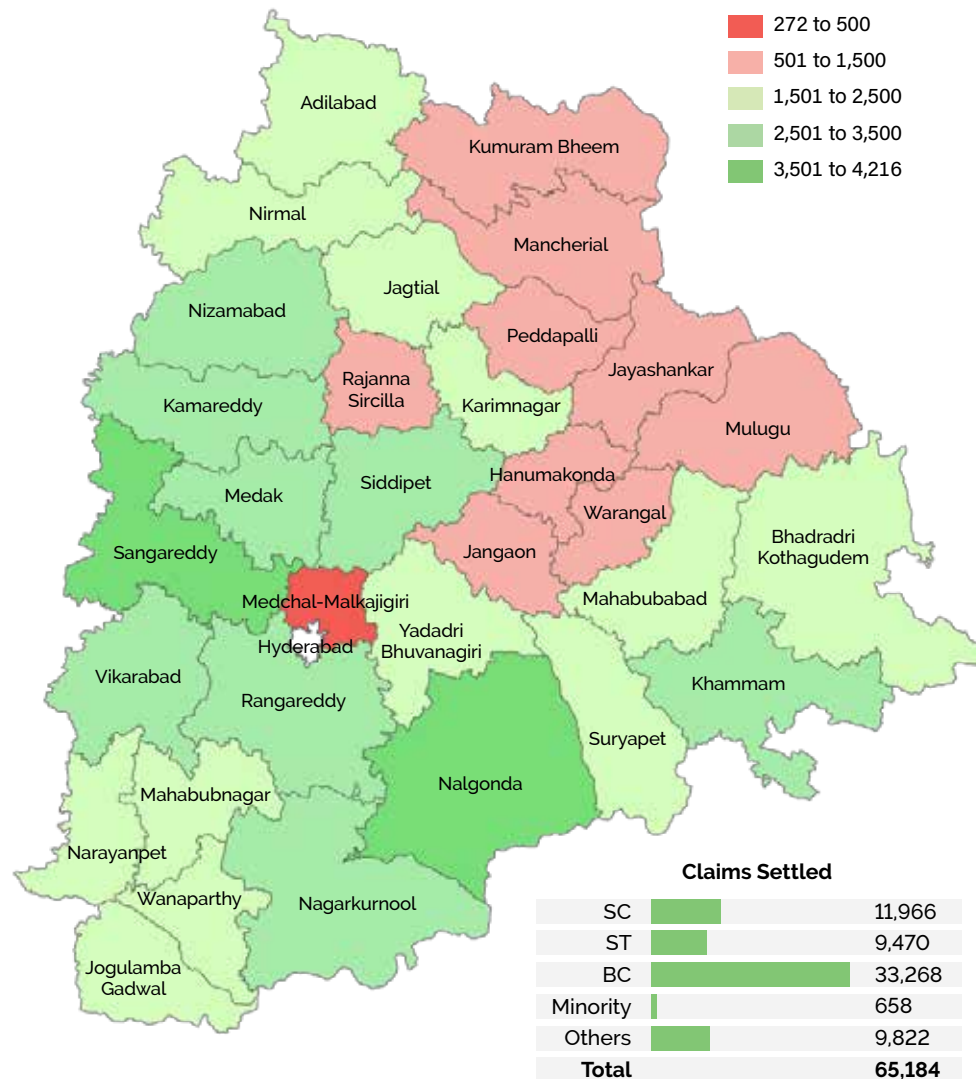 272 to 500
501 to 1,500
1,501 to 2,500
2,501 to 3,500
3,501 to 4,216
Adilabad
Kumuram Bheem
Nirmal
Mancherial
Jagtial
Nizamabad
Peddapalli
Jayashankar
Rajanna
Sircilla
Kamareddy
Karimnagar
Mulugu
Hanumakonda
Siddipet
Medak
Warangal
Bhadradri
Kothagudem
Sangareddy
Jangaon
Mahabubabad
Medchal-Malkajigiri
Yadadri
Bhuvanagiri
Hyderabad
Vikarabad
Khammam
Rangareddy
Suryapet
Nalgonda
Mahabubnagar
Narayanpet
Wanaparthy
Nagarkurnool
Jogulamba
Gadwal
Claims Settled
SC 11,966
ST 9,470
BC 33,268
Minority 658
Others 9,822
Total 65,184